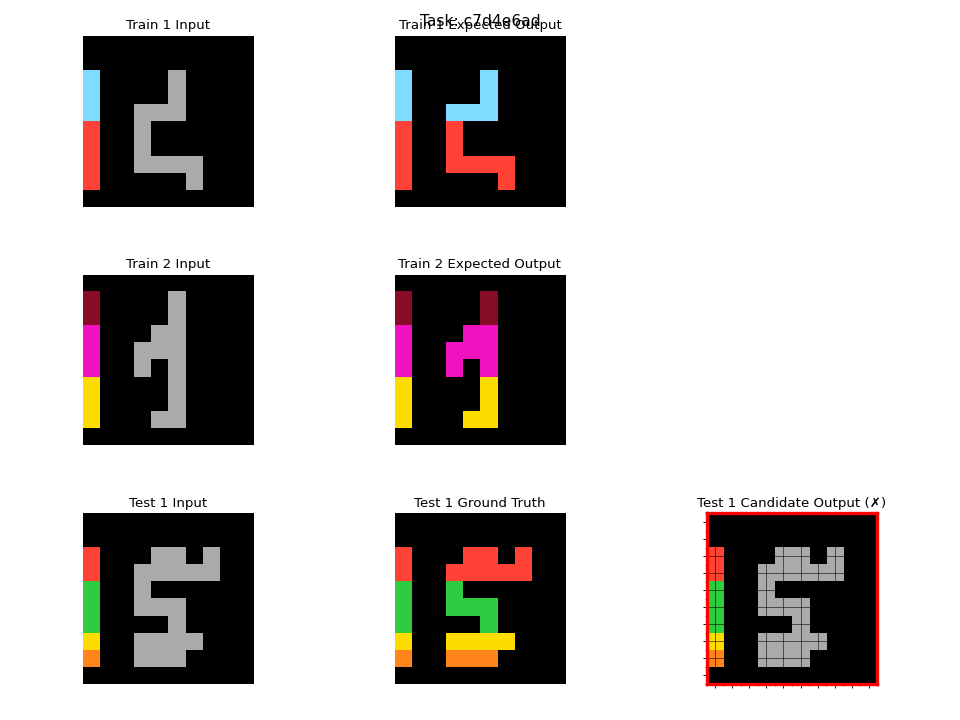 Task: c7d4e6ad
Train 1 Input
Train 1 Expected Output
Train 2 Input
Train 2 Expected Output
Test 1 Input
Test 1 Ground Truth
Test 1 Candidate Output (✗)